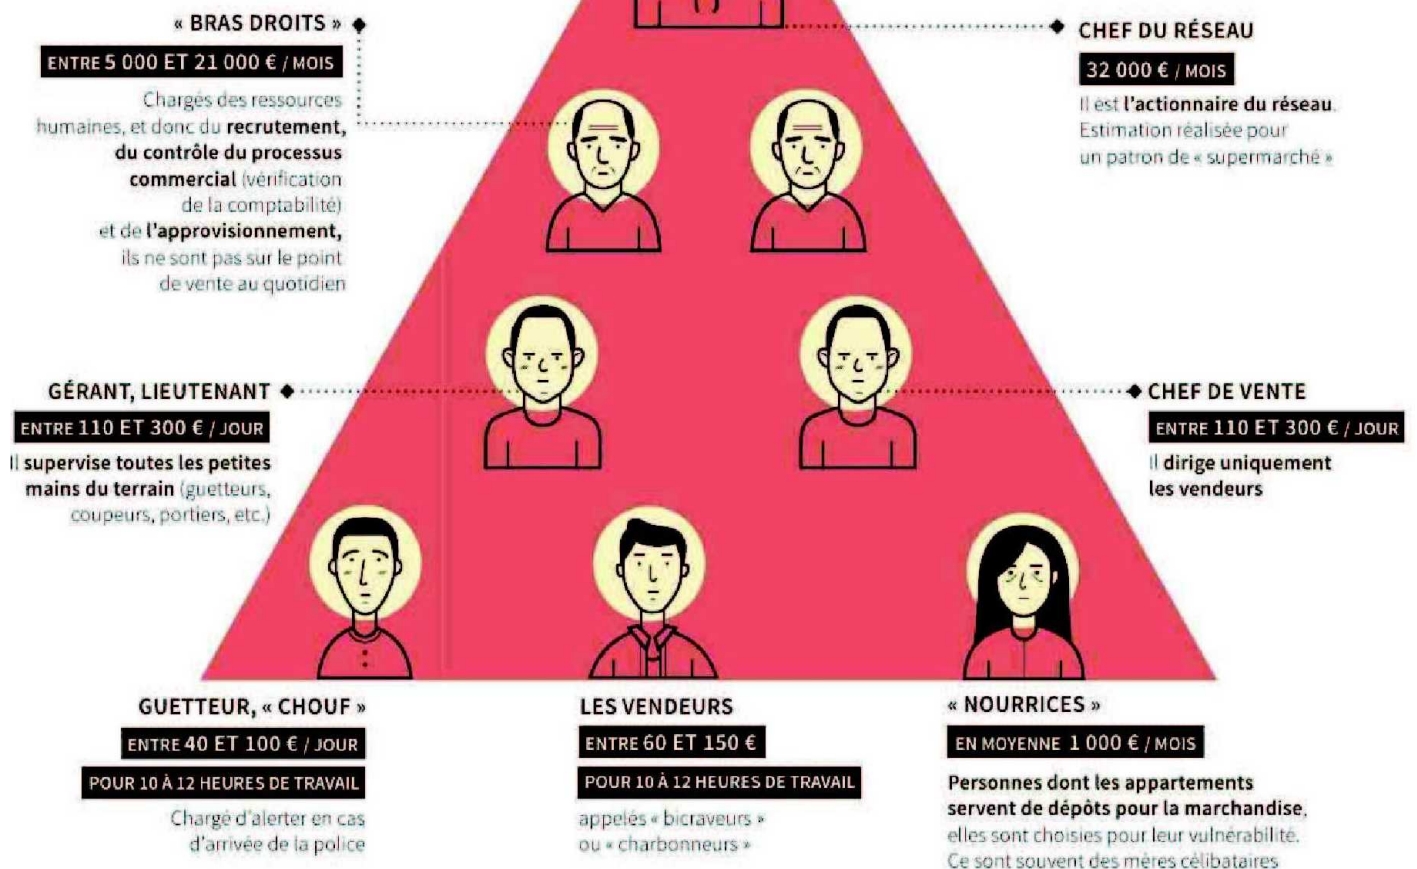 « BRAS DROITS »
ENTRE 5 000 ET 21 000 € / MOIS
Chargés des ressources
humaines, et donc du recrutement,
du contrôle du processus
commercial (vérification
de la comptabilité)
et de l'approvisionnement,
ils ne sont pas sur le point
de vente au quotidien
CHEF DU RÉSEAU
32 000 € / MOIS
Il est l'actionnaire du réseau.
Estimation réalisée pour
un patron de « supermarché »
GÉRANT, LIEUTENANT
ENTRE 110 ET 300 € / JOUR
Il supervise toutes les petites
mains du terrain (guetteurs,
coupeurs, portiers, etc.)
CHEF DE VENTE
ENTRE 110 ET 300 € / JOUR
Il dirige uniquement
les vendeurs
GUETTEUR, « CHOUF »
ENTRE 40 ET 100 € / JOUR
POUR 10 À 12 HEURES DE TRAVAIL
Chargé d'alerter en cas
d'arrivée de la police
LES VENDEURS
ENTRE 60 ET 150 €
POUR 10 À 12 HEURES DE TRAVAIL
appelés « bicraveurs »
ou « charbonneurs »
« NOURRICES »
EN MOYENNE 1 000 € / MOIS
Personnes dont les appartements
servent de dépôts pour la marchandise,
elles sont choisies pour leur vulnérabilité.
Ce sont souvent des mères célibataires